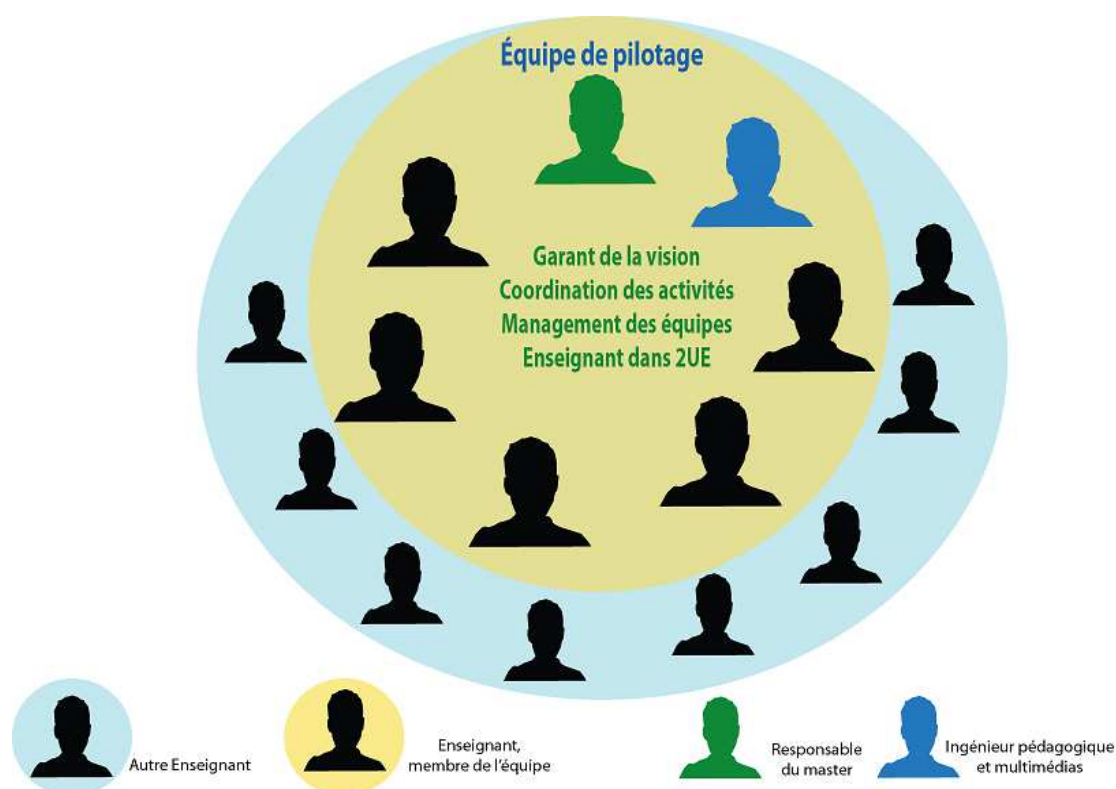 Équipe de pilotage
Garant de la vision
Coordination des activités
Management des équipes
Enseignant dans 2UE
Autre Enseignant
Enseignant,
membre de l'équipe
Responsable
du master
Ingénieur pédagogique
et multimédias